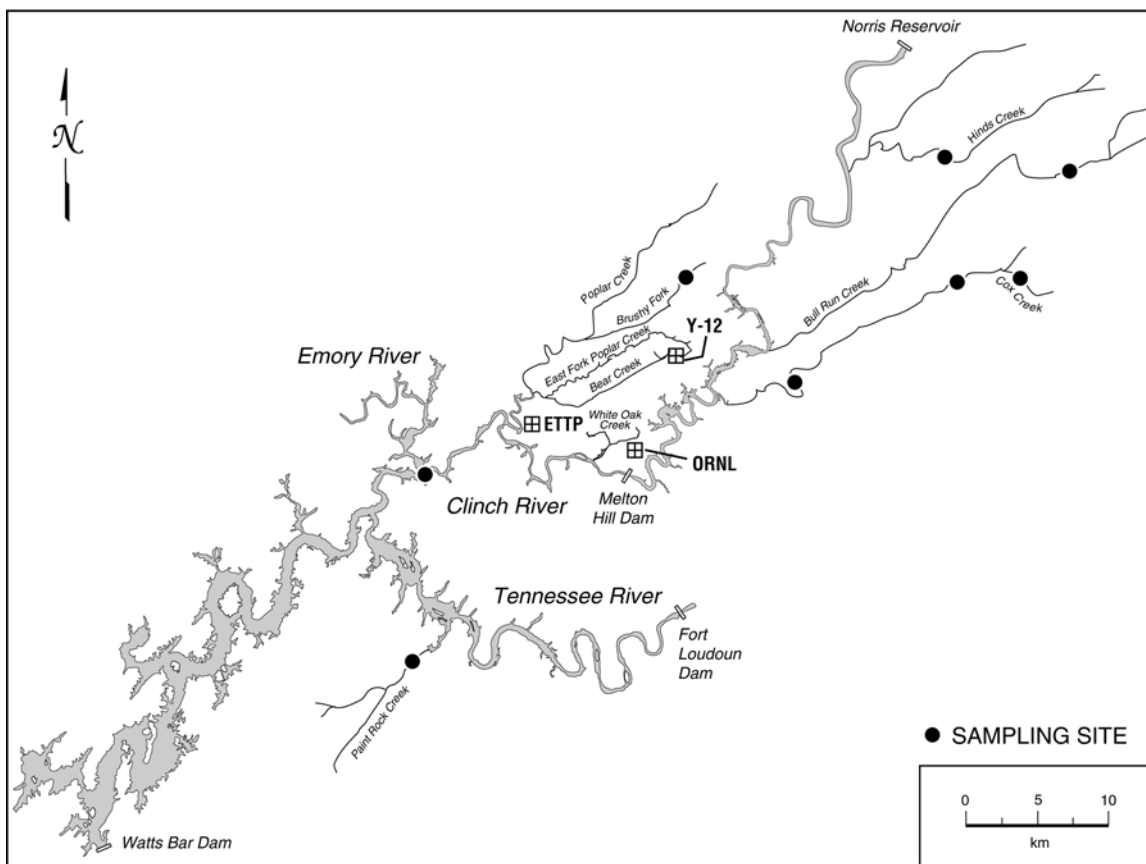 Norris Reservoir
N
Hinds Creek
Poplar Creek
Brushy Fork
Bull Run Creek
Cox Creek
Y-12
East Fork Poplar Creek
Bear Creek
Emory River
ETTP
White Oak
Creek
ORNL
Clinch River
Melton
Hill Dam
Tennessee River
Fort
Loudoun
Dam
Paint Rock Creek
SAMPLING SITE
0 5 10
km
Watts Bar Dam